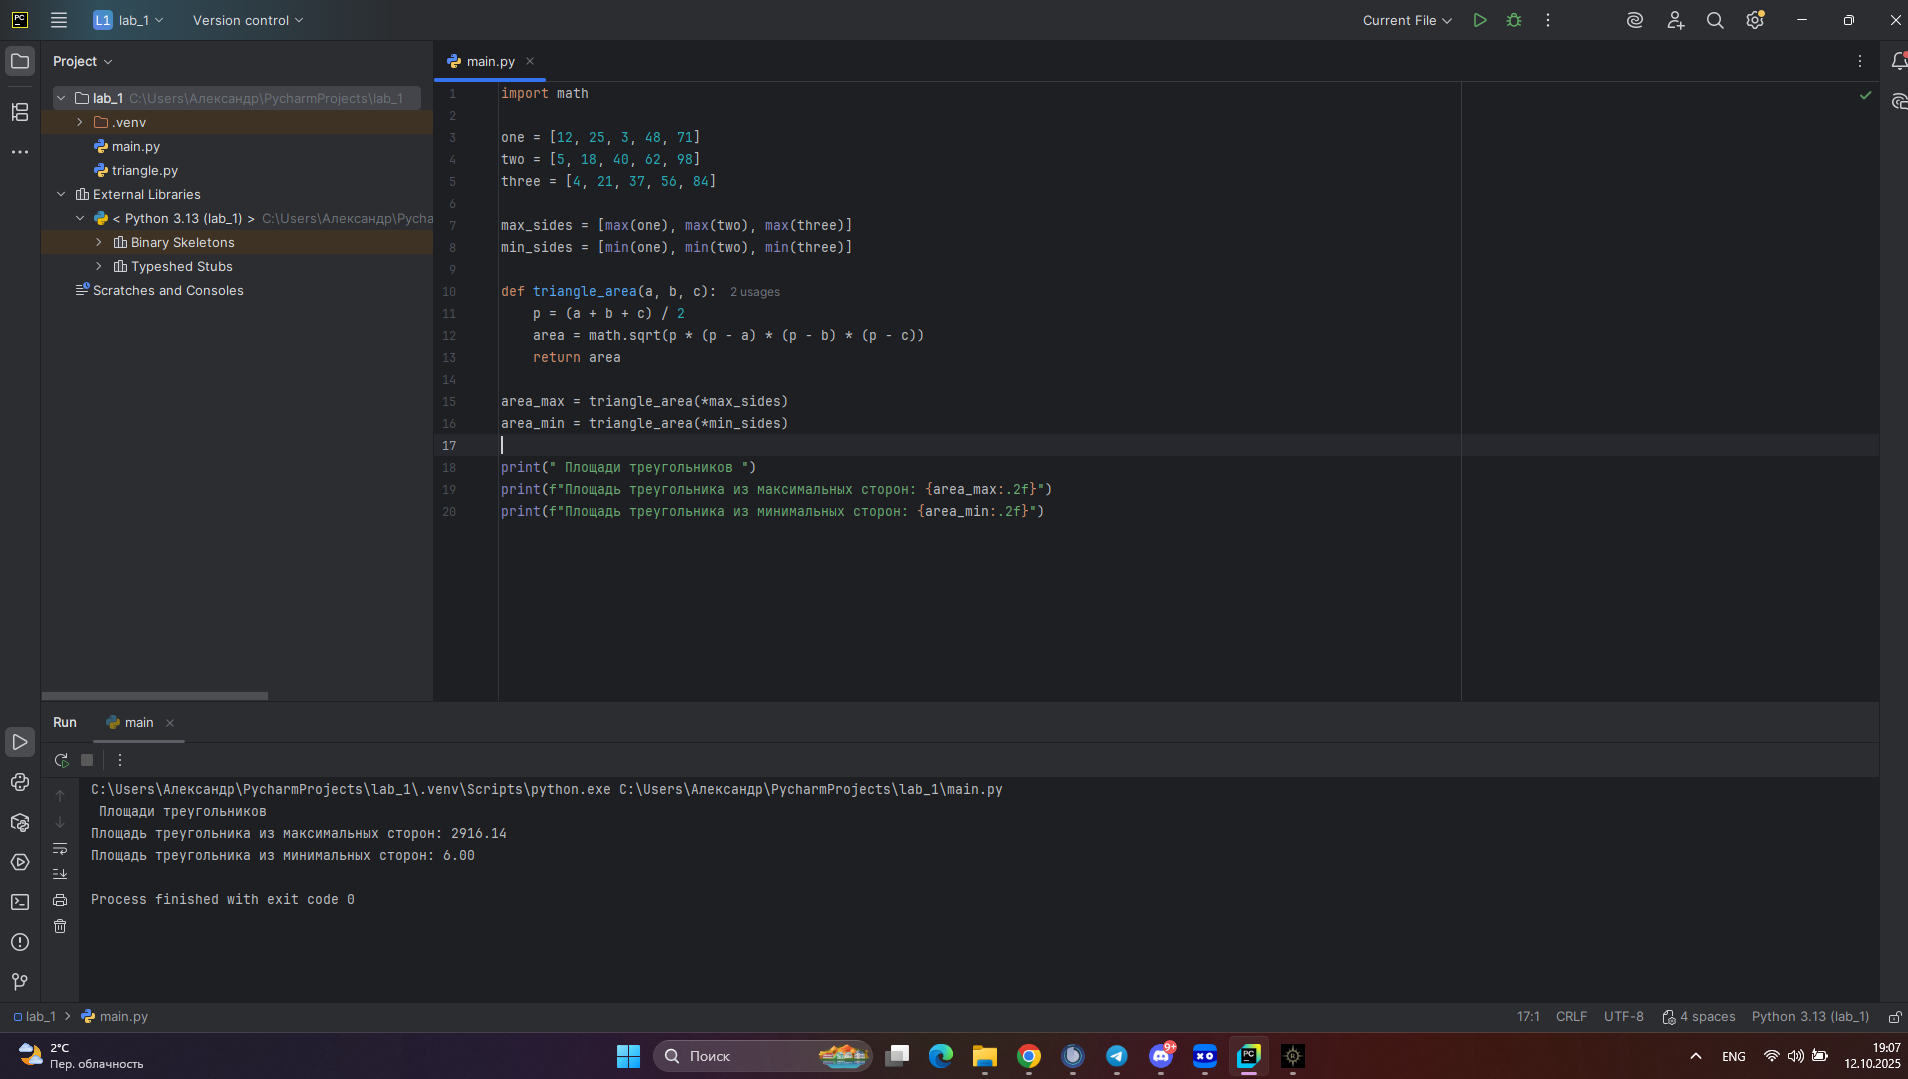 PC
L1 lab_1
Version control
Current File
Project
main.py
lab_1 C:\Users\Александр\PycharmProjects\lab_1
.venv
main.py
triangle.py
External Libraries
< Python 3.13 (lab_1) > C:\Users\Александр\Pycha
Binary Skeletons
Typeshed Stubs
Scratches and Consoles
1 import math
2
3 one = [12, 25, 3, 48, 71]
4 two = [5, 18, 40, 62, 98]
5 three = [4, 21, 37, 56, 84]
6
7 max_sides = [max(one), max(two), max(three)]
8 min_sides = [min(one), min(two), min(three)]
9
10 def triangle_area(a, b, c): 2 usages
11 p = (a + b + c) / 2
12 area = math.sqrt(p * (p - a) * (p - b) * (p - c))
13 return area
14
15 area_max = triangle_area(*max_sides)
16 area_min = triangle_area(*min_sides)
17
18 print(" Площади треугольников ")
19 print(f"Площадь треугольника из максимальных сторон: {area_max:.2f}")
20 print(f"Площадь треугольника из минимальных сторон: {area_min:.2f}")
Run main
C:\Users\Александр\PycharmProjects\lab_1\.venv\Scripts\python.exe C:\Users\Александр\PycharmProjects\lab_1\main.py
Площади треугольников
Площадь треугольника из максимальных сторон: 2916.14
Площадь треугольника из минимальных сторон: 6.00
Process finished with exit code 0
lab_1 > main.py
17:1 CRLF UTF-8 4 spaces Python 3.13 (lab_1)
2°C
Пер. облачность
Поиск
9+
XO
PC
ENG
19:07
12.10.2025